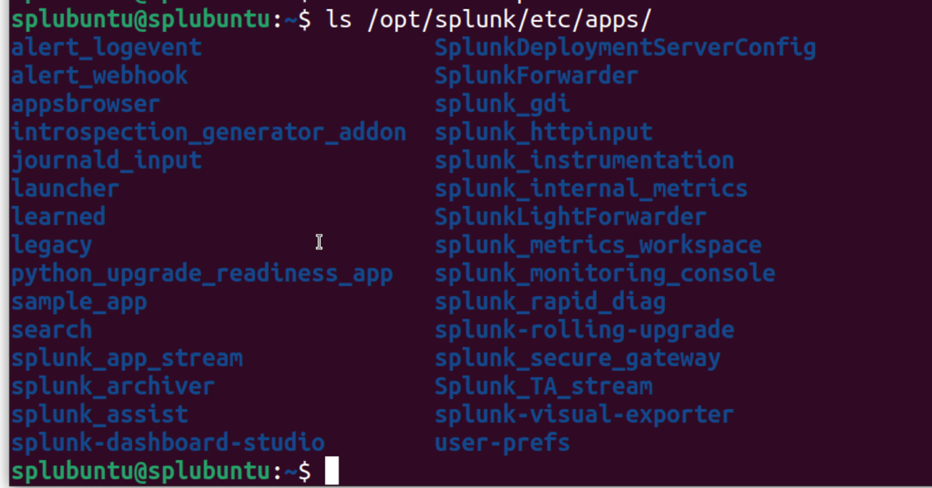 splubuntu@splubuntu:~$ ls /opt/splunk/etc/apps/
alert_logevent SplunkDeploymentServerConfig
alert_webhook SplunkForwarder
appsbrowser splunk_gdi
introspection_generator_addon splunk_httpinput
journald_input splunk_instrumentation
launcher splunk_internal_metrics
learned SplunkLightForwarder
legacy splunk_metrics_workspace
python_upgrade_readiness_app splunk_monitoring_console
sample_app splunk_rapid_diag
search splunk-rolling-upgrade
splunk_app_stream splunk_secure_gateway
splunk_archiver Splunk_TA_stream
splunk_assist splunk-visual-exporter
splunk-dashboard-studio user-prefs
splubuntu@splubuntu:~$